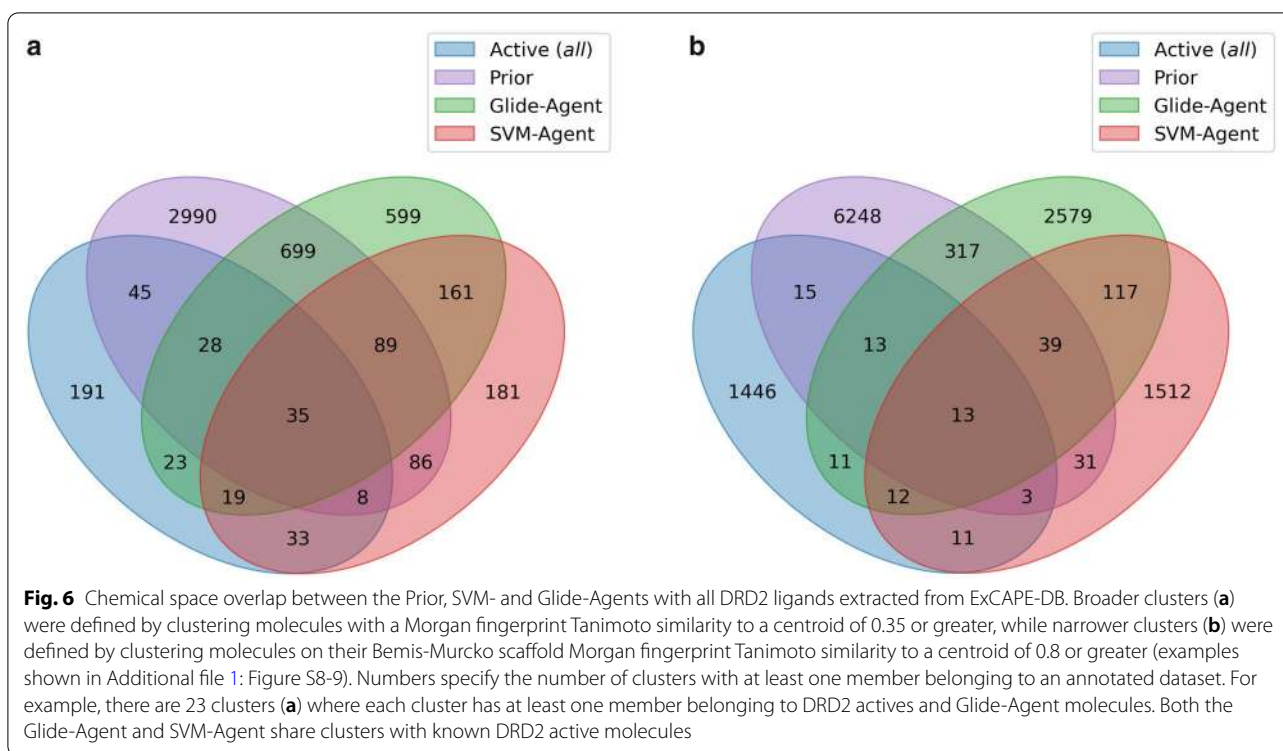 a
Active (all)
Prior
Glide-Agent
SVM-Agent
2990
599
699
45
161
28
89
191
181
35
23
86
19
8
33
b
Active (all)
Prior
Glide-Agent
SVM-Agent
6248
2579
317
15
117
13
39
1446
1512
13
11
31
12
3
11
Fig. 6 Chemical space overlap between the Prior, SVM- and Glide-Agents with all DRD2 ligands extracted from ExCAPE-DB. Broader clusters (a)
were defined by clustering molecules with a Morgan fingerprint Tanimoto similarity to a centroid of 0.35 or greater, while narrower clusters (b) were
defined by clustering molecules on their Bemis-Murcko scaffold Morgan fingerprint Tanimoto similarity to a centroid of 0.8 or greater (examples
shown in Additional file 1: Figure S8-9). Numbers specify the number of clusters with at least one member belonging to an annotated dataset. For
example, there are 23 clusters (a) where each cluster has at least one member belonging to DRD2 actives and Glide-Agent molecules. Both the
Glide-Agent and SVM-Agent share clusters with known DRD2 active molecules